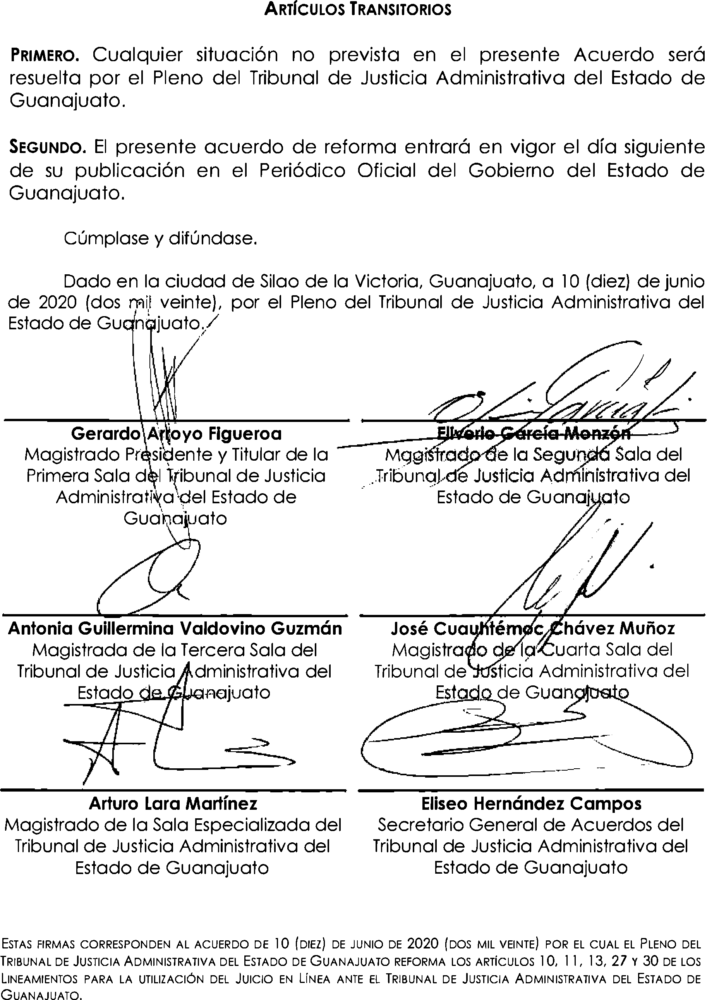 ARTÍCULOS TRANSITORIOS
PRIMERO. Cualquier situación no prevista en el presente Acuerdo será
resuelta por el Pleno del Tribunal de Justicia Administrativa del Estado de
Guanajuato.
SEGUNDO. El presente acuerdo de reforma entrará en vigor el día siguiente
de su publicación en el Periódico Oficial del Gobierno del Estado de
Guanajuato.
Cúmplase y difúndase.
Dado en la ciudad de Silao de la Victoria, Guanajuato, a 10 (diez) de junio
de 2020 (dos mil veinte), por el Pleno del Tribunal de Justicia Administrativa del
Estado de Guanajuato.
Gerardo Arroyo Figueroa
Magistrado Presidente y Titular de la
Primera Sala del Tribunal de Justicia
Administrativa del Estado de
Guanajuato
Eliverio García Monzón
Magistrado de la Segunda Sala del
Tribunal de Justicia Administrativa del
Estado de Guanajuato
Antonia Guillermina Valdovino Guzmán
Magistrada de la Tercera Sala del
Tribunal de Justicia Administrativa del
Estado de Guanajuato
José Cuauhtémoc Chávez Muñoz
Magistrado de la Cuarta Sala del
Tribunal de Justicia Administrativa del
Estado de Guanajuato
Arturo Lara Martínez
Magistrado de la Sala Especializada del
Tribunal de Justicia Administrativa del
Estado de Guanajuato
Eliseo Hernández Campos
Secretario General de Acuerdos del
Tribunal de Justicia Administrativa del
Estado de Guanajuato
ESTAS FIRMAS CORRESPONDEN AL ACUERDO DE 10 (DIEZ) DE JUNIO DE 2020 (DOS MIL VEINTE) POR EL CUAL EL PLENO DEL
TRIBUNAL DE JUSTICIA ADMINISTRATIVA DEL ESTADO DE GUANAJUATO REFORMA LOS ARTÍCULOS 10, 11, 13, 27 Y 30 DE LOS
LINEAMIENTOS PARA LA UTILIZACIÓN DEL JUICIO EN LÍNEA ANTE EL TRIBUNAL DE JUSTICIA ADMINISTRATIVA DEL ESTADO DE
GUANAJUATO.